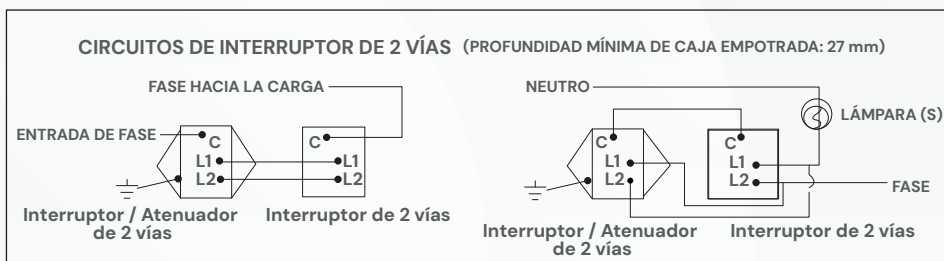 CIRCUITOS DE INTERRUPTOR DE 2 VÍAS (PROFUNDIDAD MÍNIMA DE CAJA EMPOTRADA: 27 mm)
FASE HACIA LA CARGA
ENTRADA DE FASE
C
L1
L2
C
L1
L2
Interruptor / Atenuador
de 2 vías
Interruptor de 2 vías
NEUTRO
LÁMPARA (S)
C
L1
L2
C
L1
L2
FASE
Interruptor / Atenuador
de 2 vías
Interruptor de 2 vías